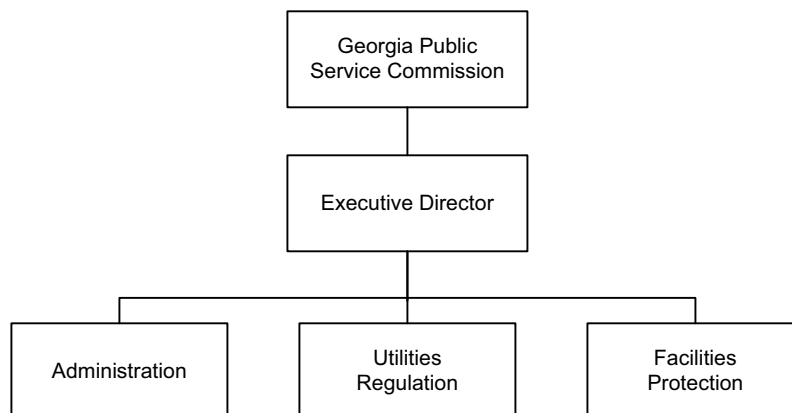 Georgia Public
Service Commission
Executive Director
Administration
Utilities
Regulation
Facilities
Protection